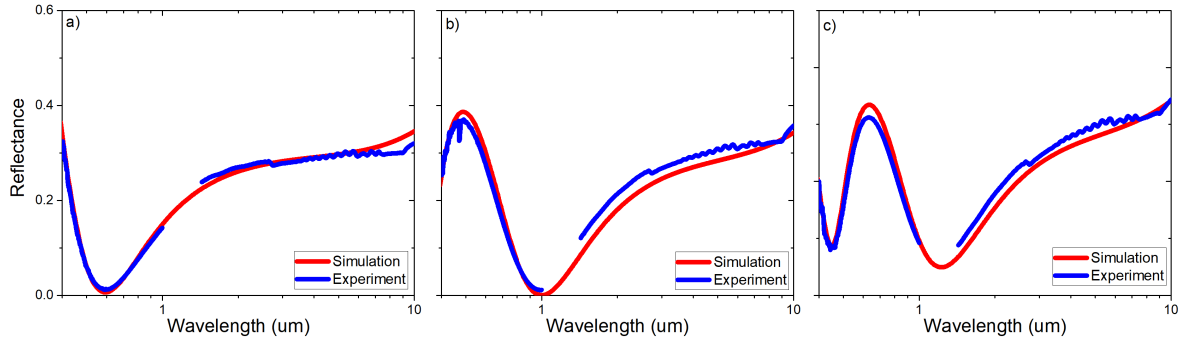 a)
0.6
0.4
0.2
0.0
Reflectance
Simulation
Experiment
1
10
Wavelength (um)
b)
Simulation
Experiment
1
10
Wavelength (um)
c)
Simulation
Experiment
1
10
Wavelength (um)